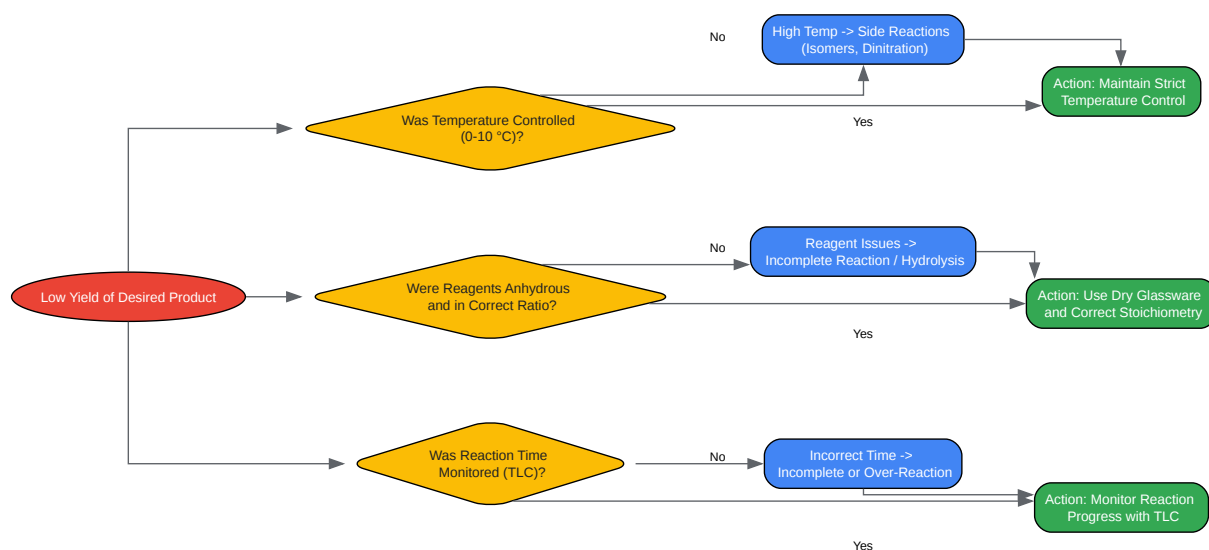 No
High Temp -> Side Reactions
(Isomers, Dinitration)
Action: Maintain Strict
Temperature Control
Was Temperature Controlled
(0-10 °C)?
Yes
Low Yield of Desired Product
No
Reagent Issues ->
Incomplete Reaction / Hydrolysis
Were Reagents Anhydrous
and in Correct Ratio?
Action: Use Dry Glassware
and Correct Stoichiometry
Yes
Was Reaction Time
Monitored (TLC)?
No
Incorrect Time ->
Incomplete or Over-Reaction
Action: Monitor Reaction
Progress with TLC
Yes